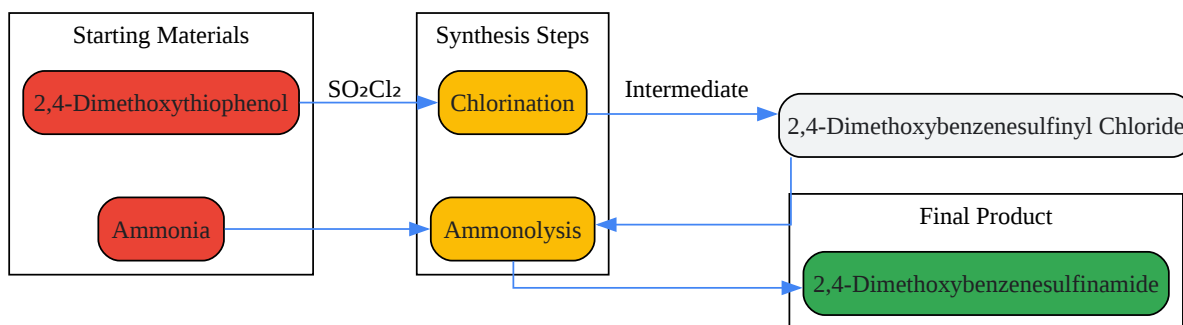 Starting Materials
Synthesis Steps
2,4-Dimethoxythiophenol
SO₂Cl₂
Chlorination
Intermediate
2,4-Dimethoxybenzenesulfinyl Chloride
Ammonia
Ammonolysis
Final Product
2,4-Dimethoxybenzenesulfinamide